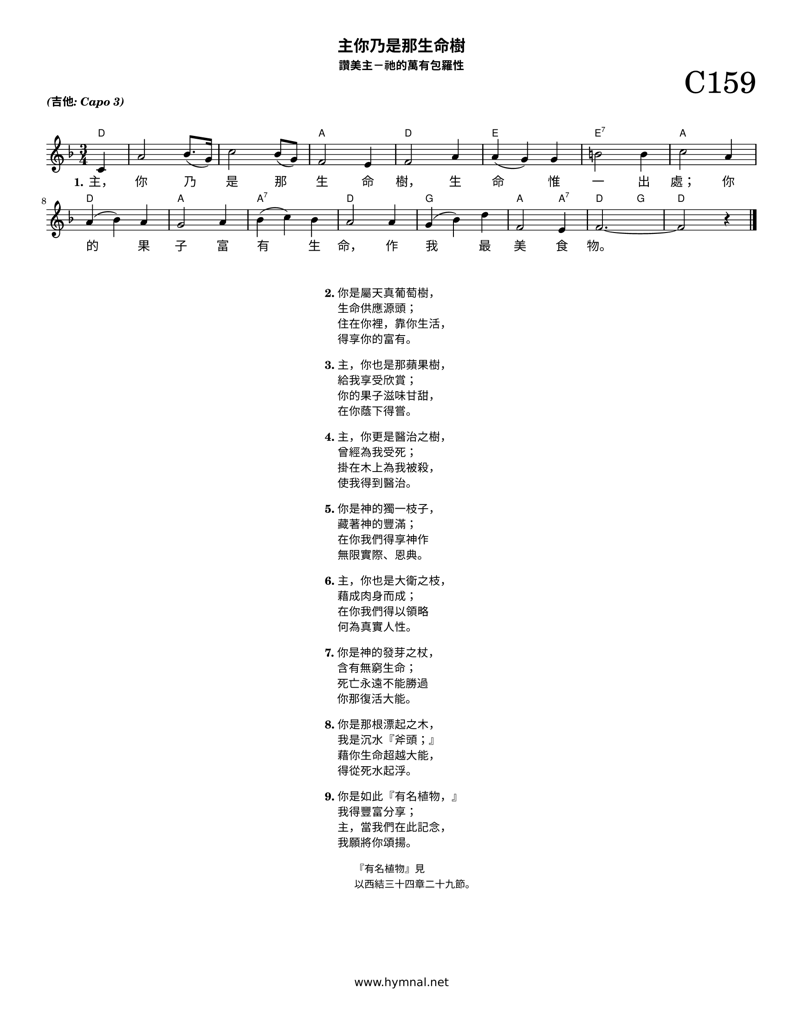 主你乃是那生命樹
讚美主－祂的萬有包羅性
C159
(吉他: Capo 3)
D A D E E7 A
1. 主， 你 乃 是 那 生 命 樹， 生 命 惟 一 出 處； 你
8 D A A7 D G A A7 D G D
的 果 子 富 有 生 命， 作 我 最 美 食 物。
2. 你是屬天真葡萄樹，
生命供應源頭；
住在你裡，靠你生活，
得享你的富有。
3. 主，你也是那蘋果樹，
給我享受欣賞；
你的果子滋味甘甜，
在你蔭下得嘗。
4. 主，你更是醫治之樹，
曾經為我受死；
掛在木上為我被殺，
使我得到醫治。
5. 你是神的獨一枝子，
藏著神的豐滿；
在你我們得享神作
無限實際、恩典。
6. 主，你也是大衛之枝，
藉成肉身而成；
在你我們得以領略
何為真實人性。
7. 你是神的發芽之杖，
含有無窮生命；
死亡永遠不能勝過
你那復活大能。
8. 你是那根漂起之木，
我是沉水『斧頭；』
藉你生命超越大能，
得從死水起浮。
9. 你是如此『有名植物，』
我得豐富分享；
主，當我們在此記念，
我願將你頌揚。
『有名植物』見
以西結三十四章二十九節。
www.hymnal.net